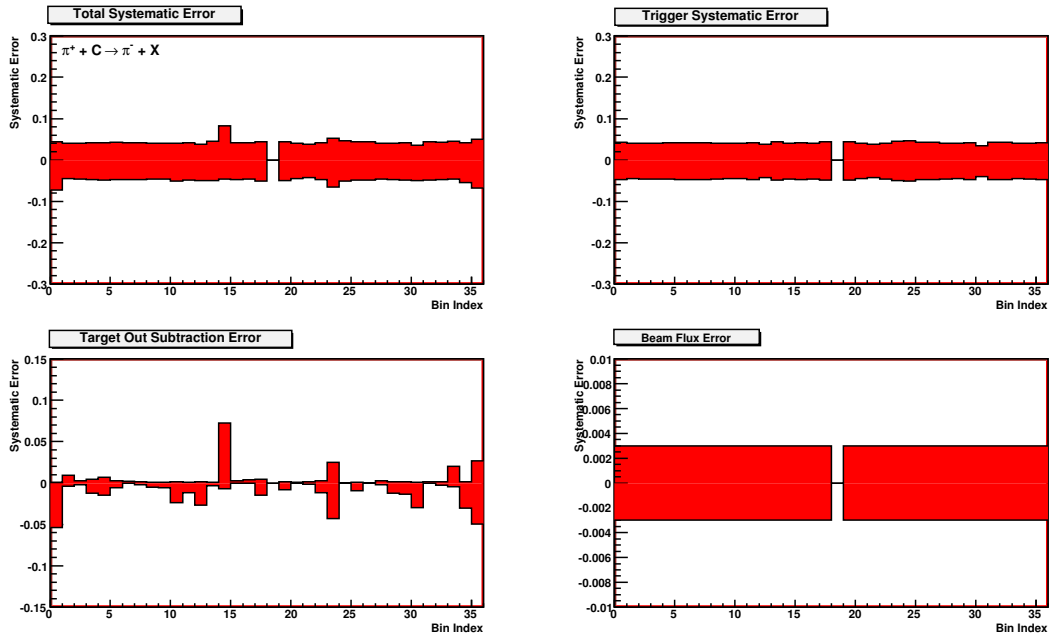 Total Systematic Error
Systematic Error
π⁺ + C → π⁻ + X
0.3
0.2
0.1
0
-0.1
-0.2
-0.3
0 5 10 15 20 25 30 35
Bin Index
Trigger Systematic Error
Systematic Error
0.3
0.2
0.1
0
-0.1
-0.2
-0.3
0 5 10 15 20 25 30 35
Bin Index
Target Out Subtraction Error
Systematic Error
0.15
0.1
0.05
0
-0.05
-0.1
-0.15
0 5 10 15 20 25 30 35
Bin Index
Beam Flux Error
Systematic Error
0.01
0.008
0.006
0.004
0.002
0
-0.002
-0.004
-0.006
-0.008
-0.01
0 5 10 15 20 25 30 35
Bin Index